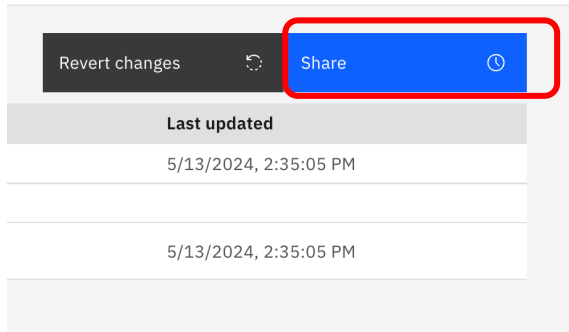 Revert changes
Share
Last updated
5/13/2024, 2:35:05 PM
5/13/2024, 2:35:05 PM